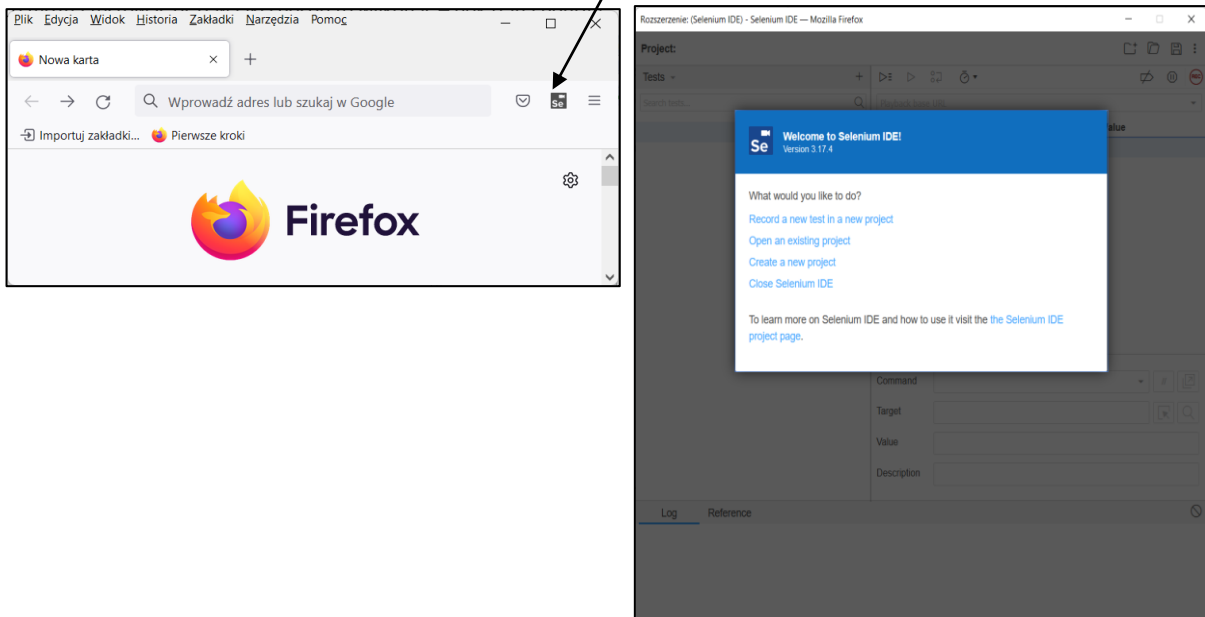 Plik Edycja Widok Historia Zakładki Narzędzia Pomoc
Nowa karta
Wprowadź adres lub szukaj w Google
Se
Importuj zakładki... Pierwsze kroki
Firefox
Rozszerzenie: (Selenium IDE) - Selenium IDE — Mozilla Firefox
Project:
Tests
REC
Search tests...
Value
Se
Welcome to Selenium IDE!
Version 3.17.4
What would you like to do?
Record a new test in a new project
Open an existing project
Create a new project
Close Selenium IDE
To learn more on Selenium IDE and how to use it visit the the Selenium IDE
project page.
Command
Target
Value
Description
Log Reference